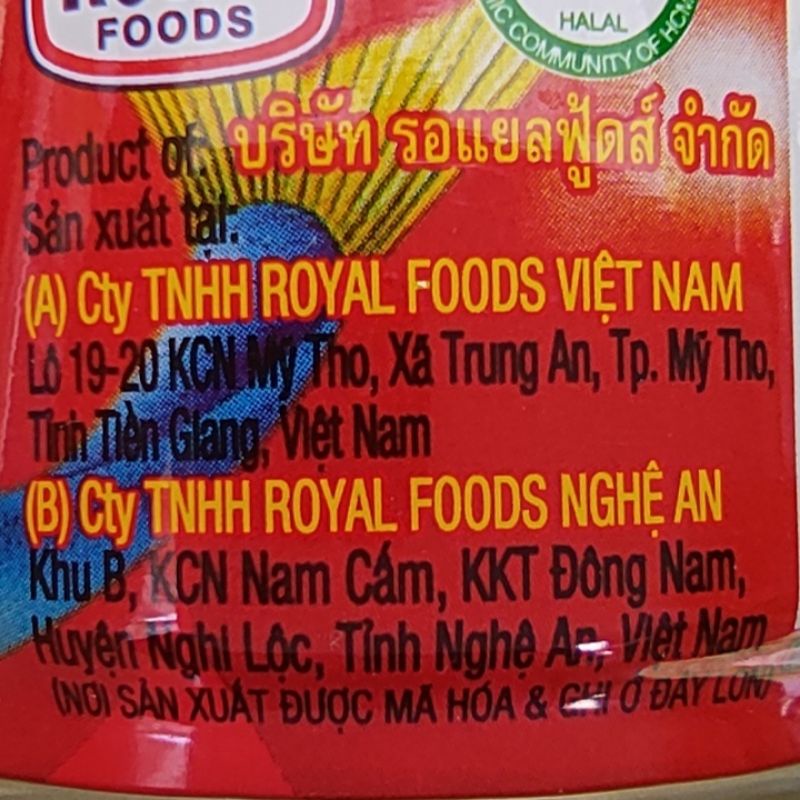 FOODS
HALAL
COMMUNITY OF
Product of: บริษัท รอแยลฟู้ดส์ จำกัด
Sản xuất tại:
(A) Cty TNHH ROYAL FOODS VIỆT NAM
Lô 19-20 KCN Mỹ Tho, Xã Trung An, Tp. Mỹ Tho,
Tỉnh Tiền Giang, Việt Nam
(B) Cty TNHH ROYAL FOODS NGHỆ AN
Khu B, KCN Nam Cấm, KKT Đông Nam,
Huyện Nghi Lộc, Tỉnh Nghệ An, Việt Nam
(NƠI SẢN XUẤT ĐƯỢC MÃ HÓA & GHI Ở ĐÁY LON)